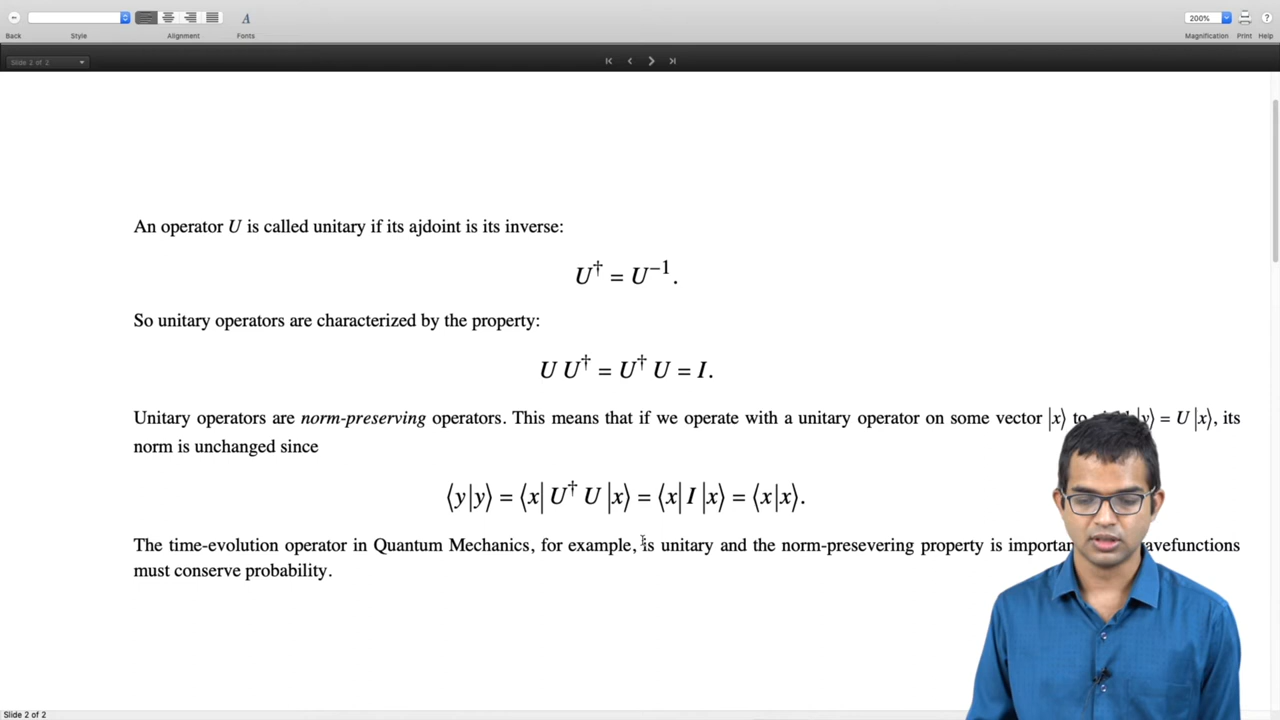 200%
Back Style Alignment Fonts Magnification Print Help
Slide 2 of 2
An operator U is called unitary if its ajdoint is its inverse:
U† = U⁻¹.
So unitary operators are characterized by the property:
U U† = U† U = I.
Unitary operators are norm-preserving operators. This means that if we operate with a unitary operator on some vector |x⟩ to |y⟩ = U |x⟩, its
norm is unchanged since
⟨y|y⟩ = ⟨x| U† U |x⟩ = ⟨x| I |x⟩ = ⟨x|x⟩.
The time-evolution operator in Quantum Mechanics, for example, is unitary and the norm-presevering property is
must conserve probability.
Slide 2 of 2